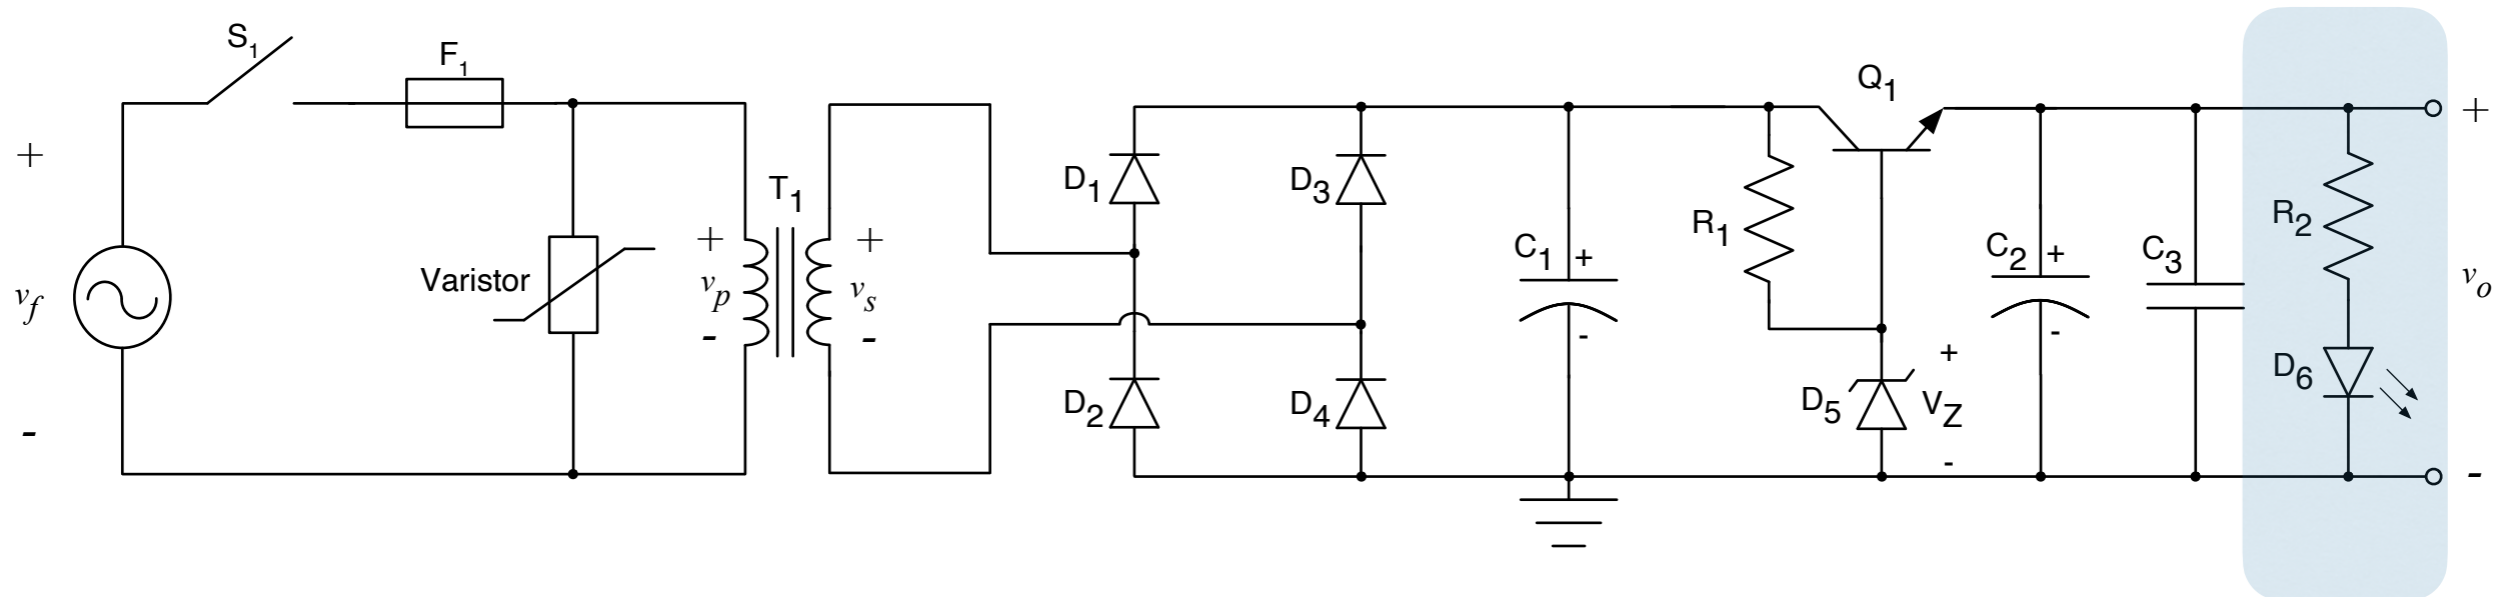 S1
F1
+
vf
-
Varistor
T1
+
vp
-
+
vs
-
D1
D2
D3
D4
C1
+
-
R1
Q1
D5
+
VZ
-
C2
+
-
C3
R2
D6
+
vo
-